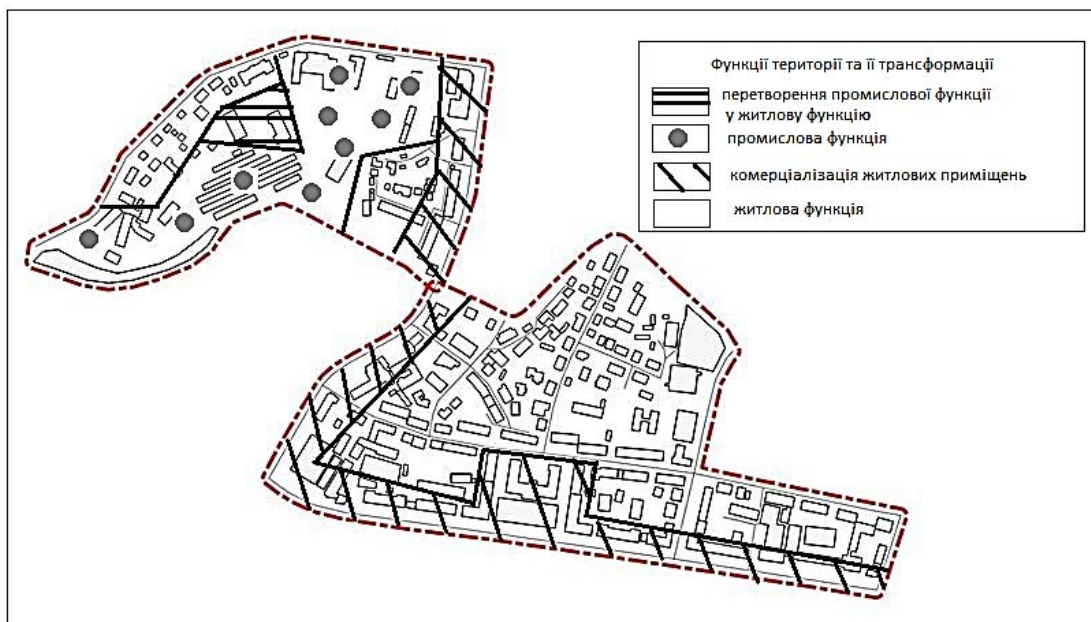 Функції території та її трансформації
перетворення промислової функції
у житлову функцію
промислова функція
комерціалізація житлових приміщень
житлова функція